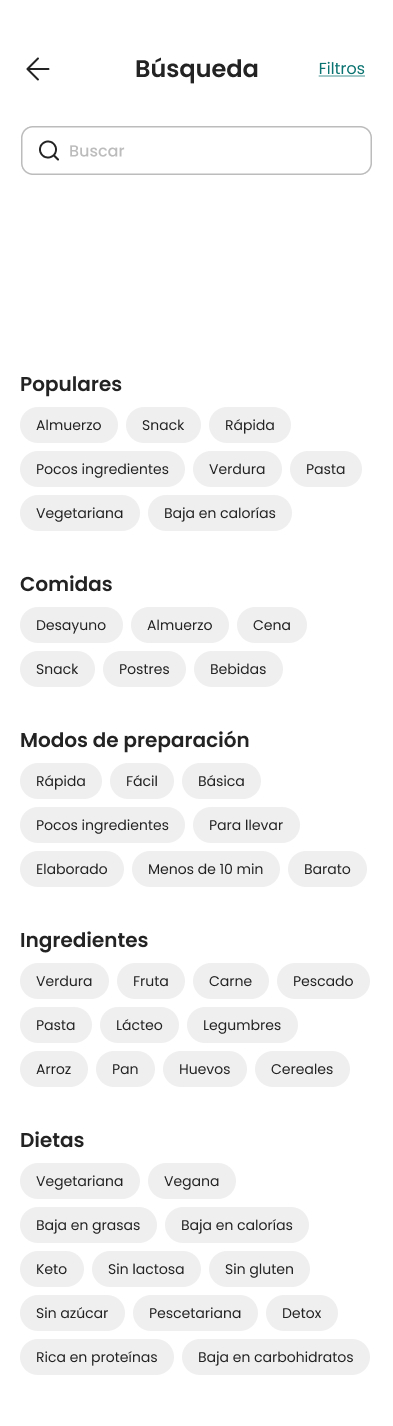 Búsqueda Filtros
Buscar
Populares
Almuerzo Snack Rápida
Pocos ingredientes Verdura Pasta
Vegetariana Baja en calorías
Comidas
Desayuno Almuerzo Cena
Snack Postres Bebidas
Modos de preparación
Rápida Fácil Básica
Pocos ingredientes Para llevar
Elaborado Menos de 10 min Barato
Ingredientes
Verdura Fruta Carne Pescado
Pasta Lácteo Legumbres
Arroz Pan Huevos Cereales
Dietas
Vegetariana Vegana
Baja en grasas Baja en calorías
Keto Sin lactosa Sin gluten
Sin azúcar Pescetariana Detox
Rica en proteínas Baja en carbohidratos